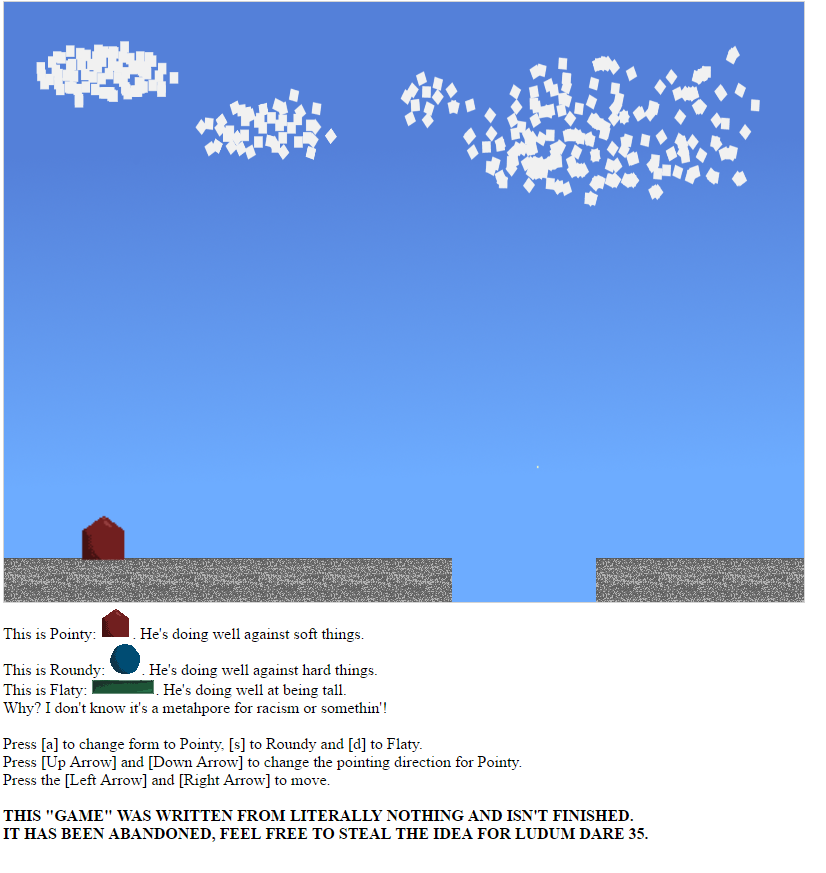 This is Pointy: . He's doing well against soft things.
This is Roundy: . He's doing well against hard things.
This is Flaty: . He's doing well at being tall.
Why? I don't know it's a metahpore for racism or somethin'!
Press [a] to change form to Pointy, [s] to Roundy and [d] to Flaty.
Press [Up Arrow] and [Down Arrow] to change the pointing direction for Pointy.
Press the [Left Arrow] and [Right Arrow] to move.
THIS "GAME" WAS WRITTEN FROM LITERALLY NOTHING AND ISN'T FINISHED.
IT HAS BEEN ABANDONED, FEEL FREE TO STEAL THE IDEA FOR LUDUM DARE 35.